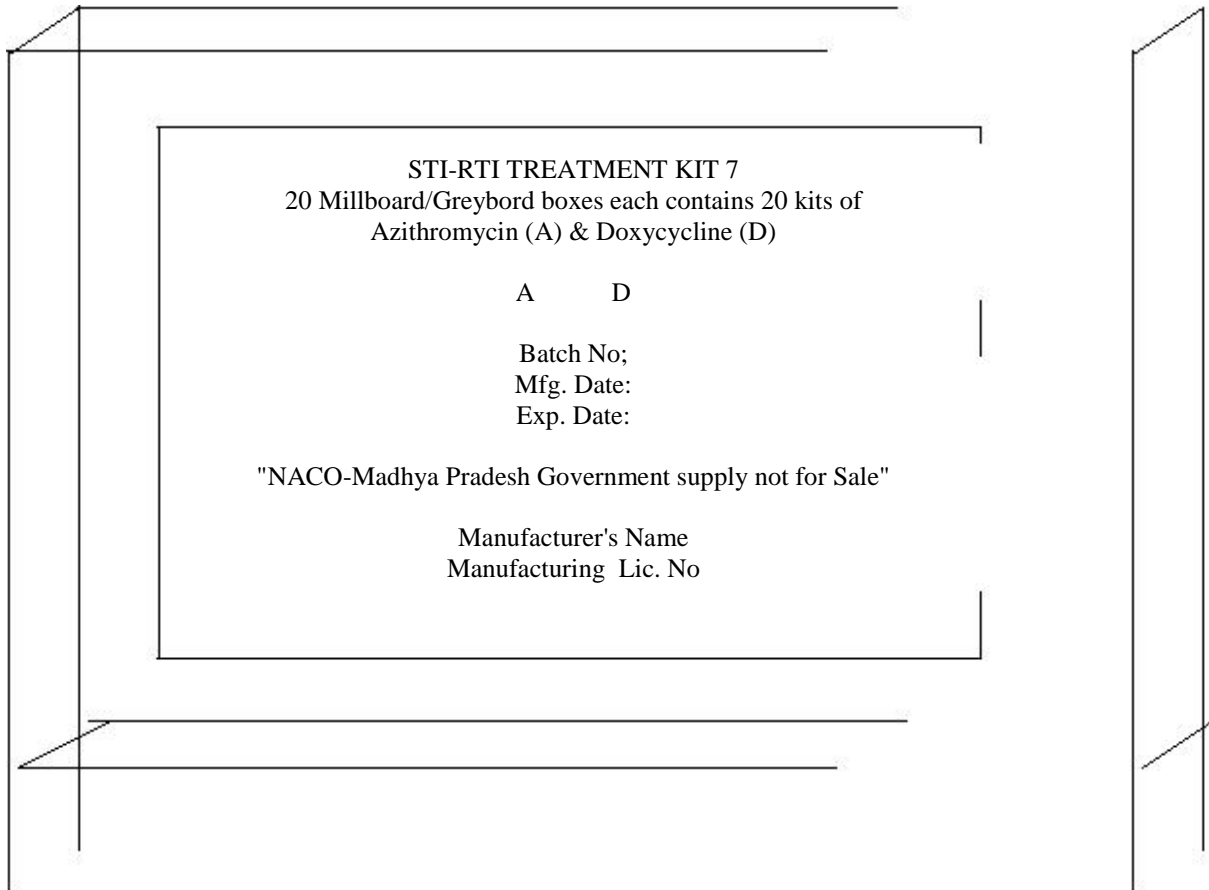 STI-RTI TREATMENT KIT 7
20 Millboard/Greybord boxes each contains 20 kits of
Azithromycin (A) & Doxycycline (D)
A D
Batch No;
Mfg. Date:
Exp. Date:
"NACO-Madhya Pradesh Government supply not for Sale"
Manufacturer's Name
Manufacturing Lic. No